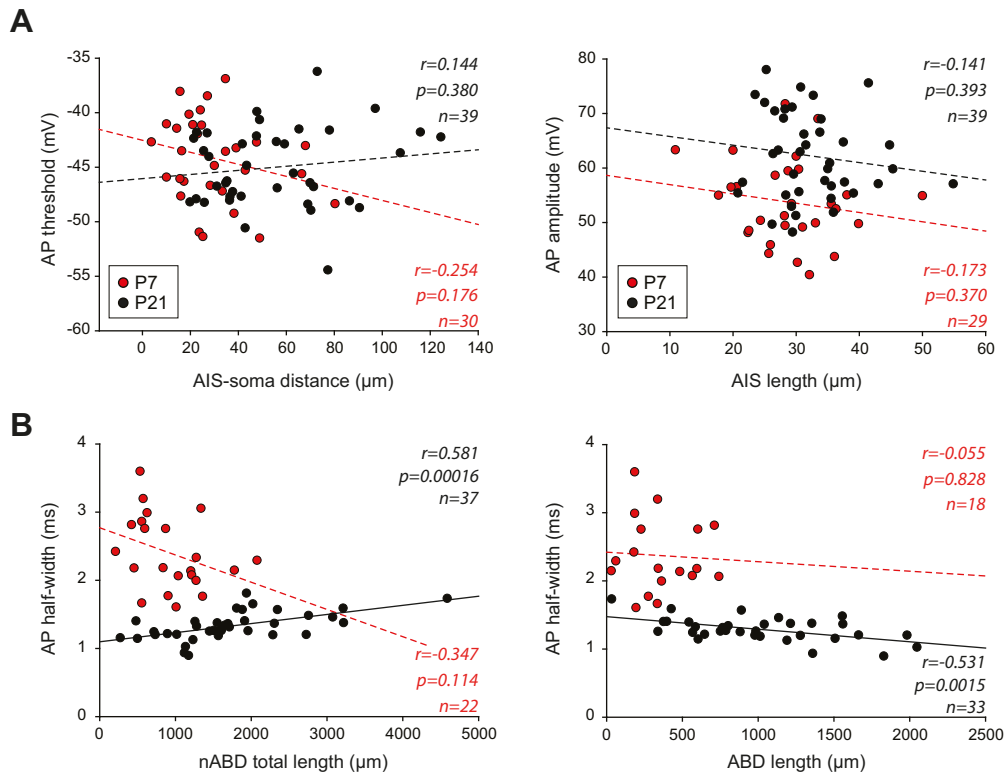 A
AP threshold (mV)
-35
-40
-45
-50
-55
-60
0 20 40 60 80 100 120 140
AIS-soma distance (µm)
r=0.144
p=0.380
n=39
P7
P21
r=-0.254
p=0.176
n=30
AP amplitude (mV)
80
70
60
50
40
30
0 10 20 30 40 50 60
AIS length (µm)
r=-0.141
p=0.393
n=39
P7
P21
r=-0.173
p=0.370
n=29
B
AP half-width (ms)
4
3
2
1
0
0 1000 2000 3000 4000 5000
nABD total length (µm)
r=0.581
p=0.00016
n=37
r=-0.347
p=0.114
n=22
AP half-width (ms)
4
3
2
1
0
0 500 1000 1500 2000 2500
ABD length (µm)
r=-0.055
p=0.828
n=18
r=-0.531
p=0.0015
n=33